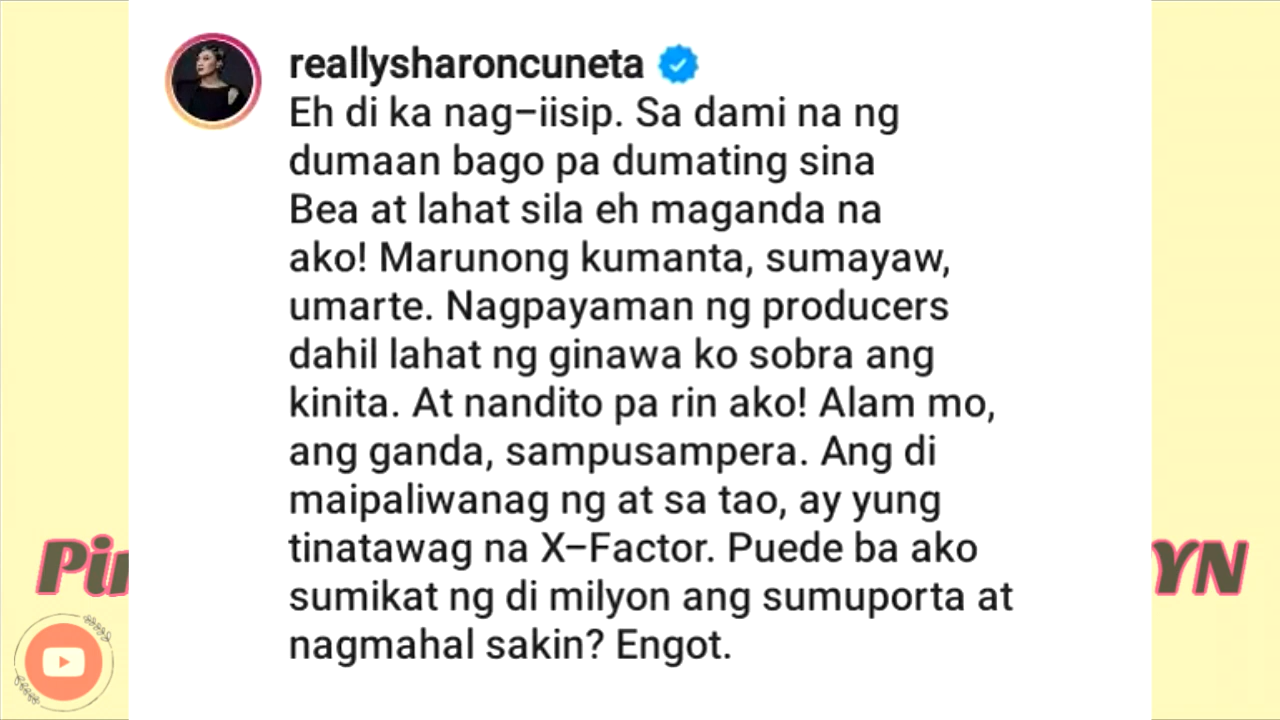 reallysharoncuneta
Eh di ka nag-iisip. Sa dami na ng
dumaan bago pa dumating sina
Bea at lahat sila eh maganda na
ako! Marunong kumanta, sumayaw,
umarte. Nagpayaman ng producers
dahil lahat ng ginawa ko sobra ang
kinita. At nandito pa rin ako! Alam mo,
ang ganda, sampusampera. Ang di
maipaliwanag ng at sa tao, ay yung
tinatawag na X-Factor. Puede ba ako
sumikat ng di milyon ang sumuporta at
nagmahal sakin? Engot.
YN